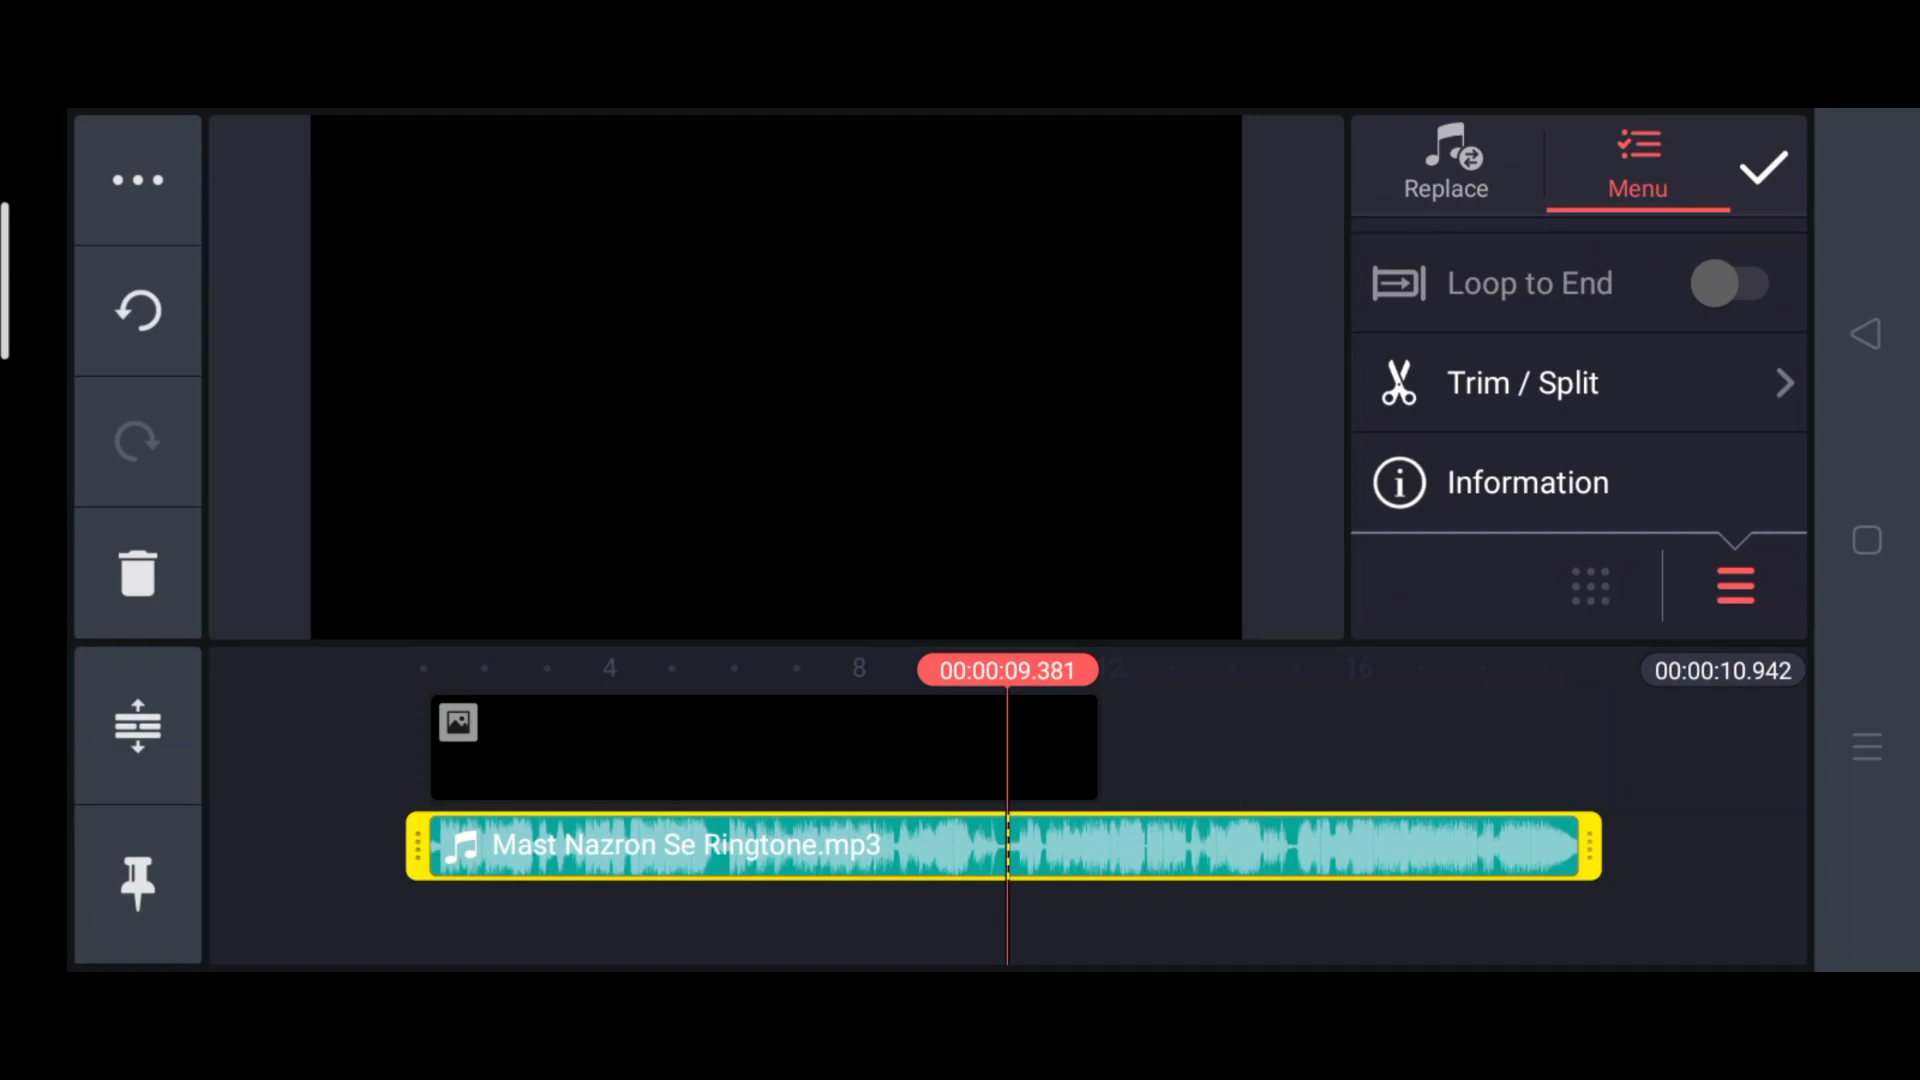 Replace
Menu
Loop to End
Trim / Split
Information
4
8
00:00:09.381
12
16
00:00:10.942
Mast Nazron Se Ringtone.mp3